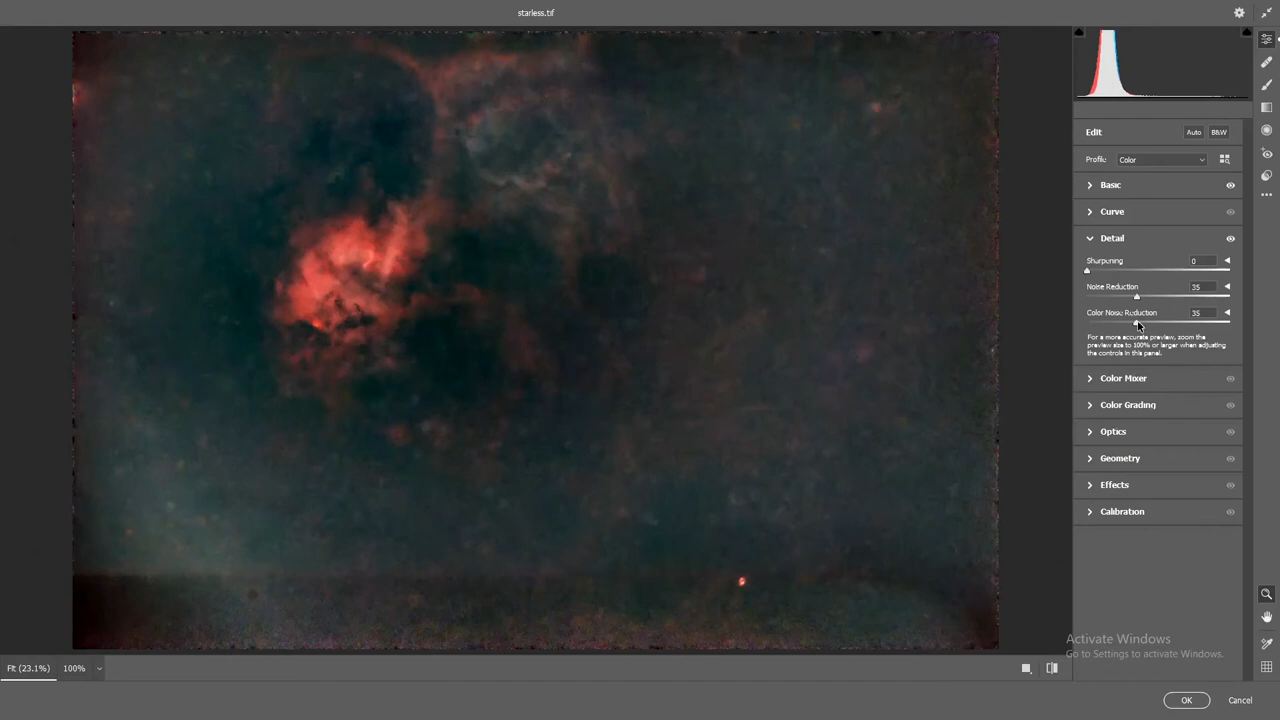 starless.tif
Edit
Auto
B&W
Profile: Color
Basic
Curve
Detail
Sharpening 0
Noise Reduction 35
Color Noise Reduction 35
For a more accurate preview, zoom the
preview size to 100% or larger when adjusting
the controls in this panel.
Color Mixer
Color Grading
Optics
Geometry
Effects
Calibration
Activate Windows
Go to Settings to activate Windows.
Fit (23.1%) 100%
OK
Cancel